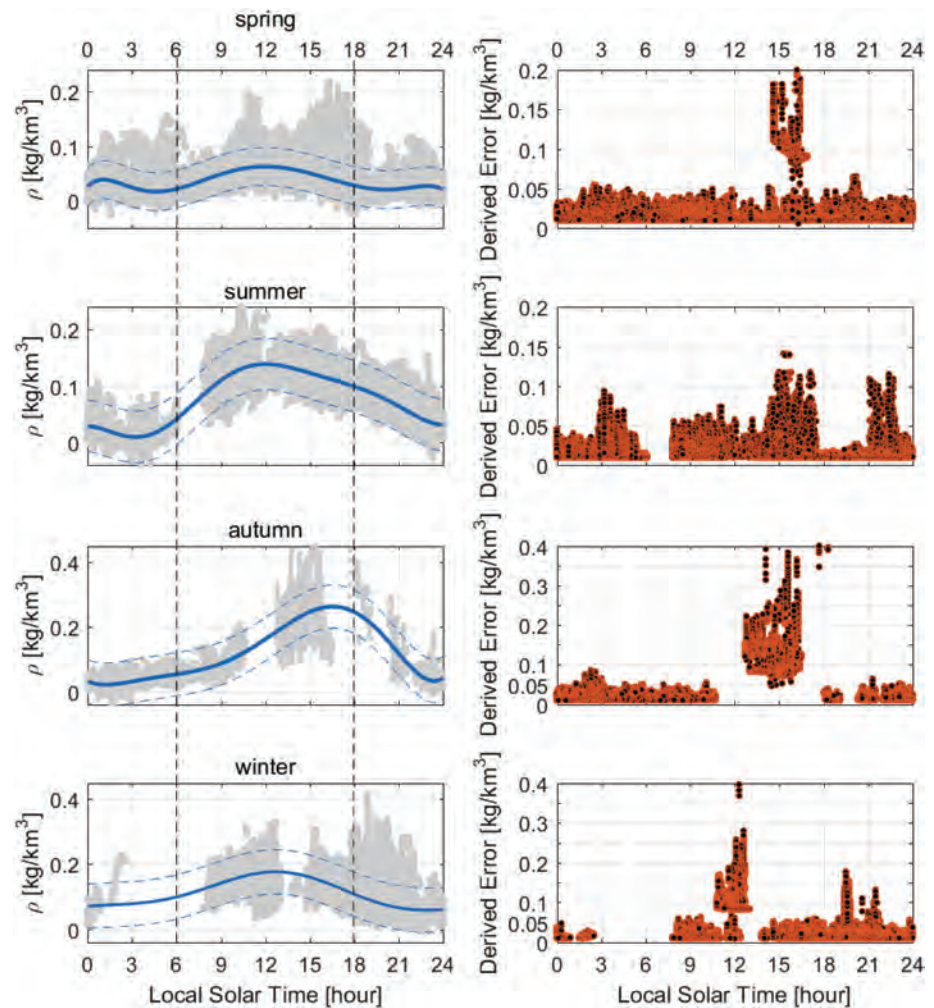 spring
0 3 6 9 12 15 18 21 24
0 3 6 9 12 15 18 21 24
ρ [kg/km³]
0.2
0.1
0
Derived Error [kg/km³]
0.2
0.15
0.1
0.05
0
summer
ρ [kg/km³]
0.2
0.1
0
Derived Error [kg/km³]
0.2
0.15
0.1
0.05
0
autumn
ρ [kg/km³]
0.4
0.2
0
Derived Error [kg/km³]
0.4
0.3
0.2
0.1
0.05
0
winter
ρ [kg/km³]
0.4
0.2
0
Derived Error [kg/km³]
0.4
0.3
0.2
0.1
0.05
0
0 3 6 9 12 15 18 21 24
0 3 6 9 12 15 18 21 24
Local Solar Time [hour]
Local Solar Time [hour]